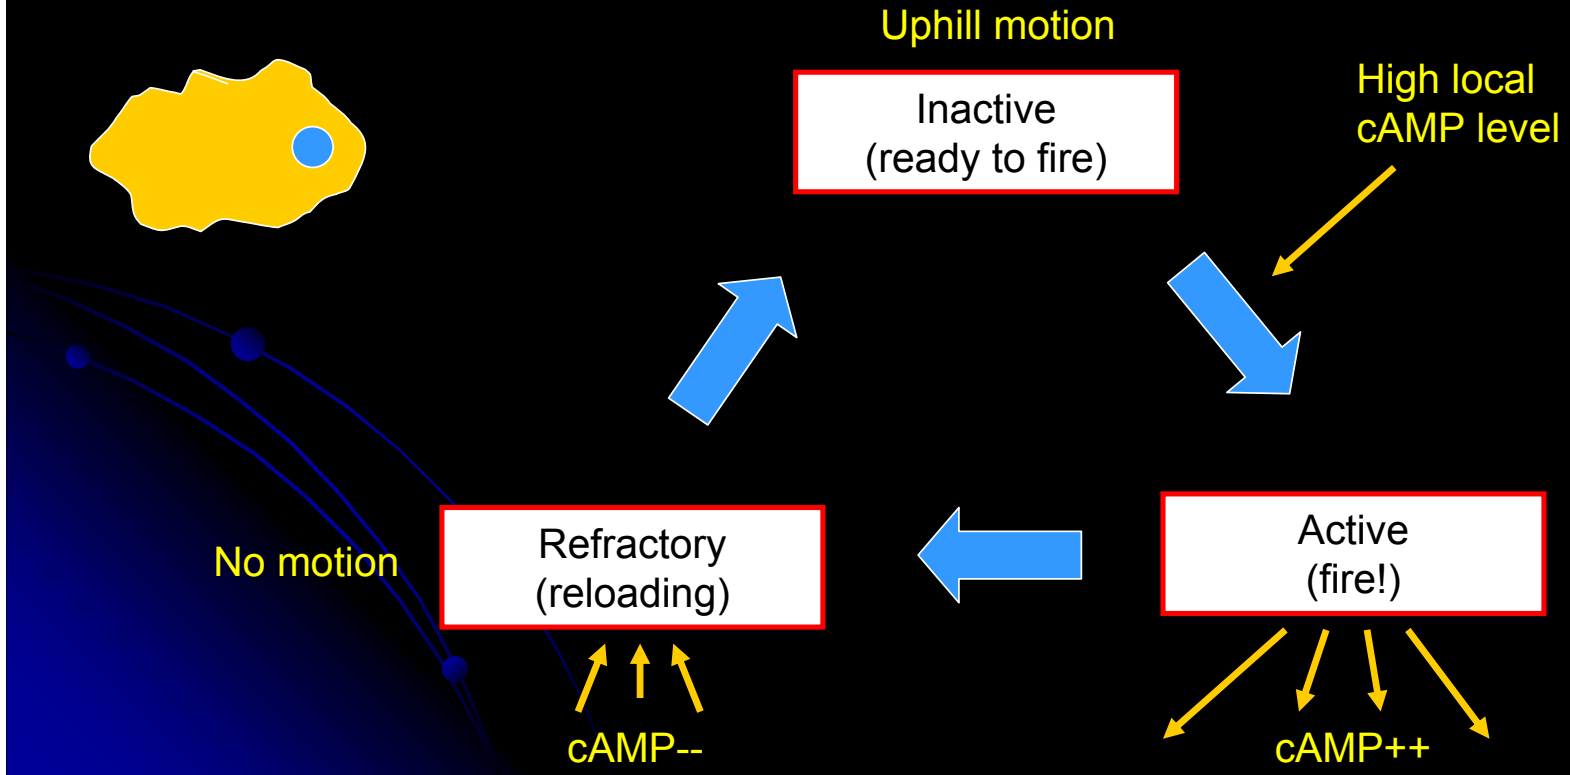 Uphill motion
Inactive
(ready to fire)
High local
cAMP level
No motion
Refractory
(reloading)
Active
(fire!)
cAMP--
cAMP++